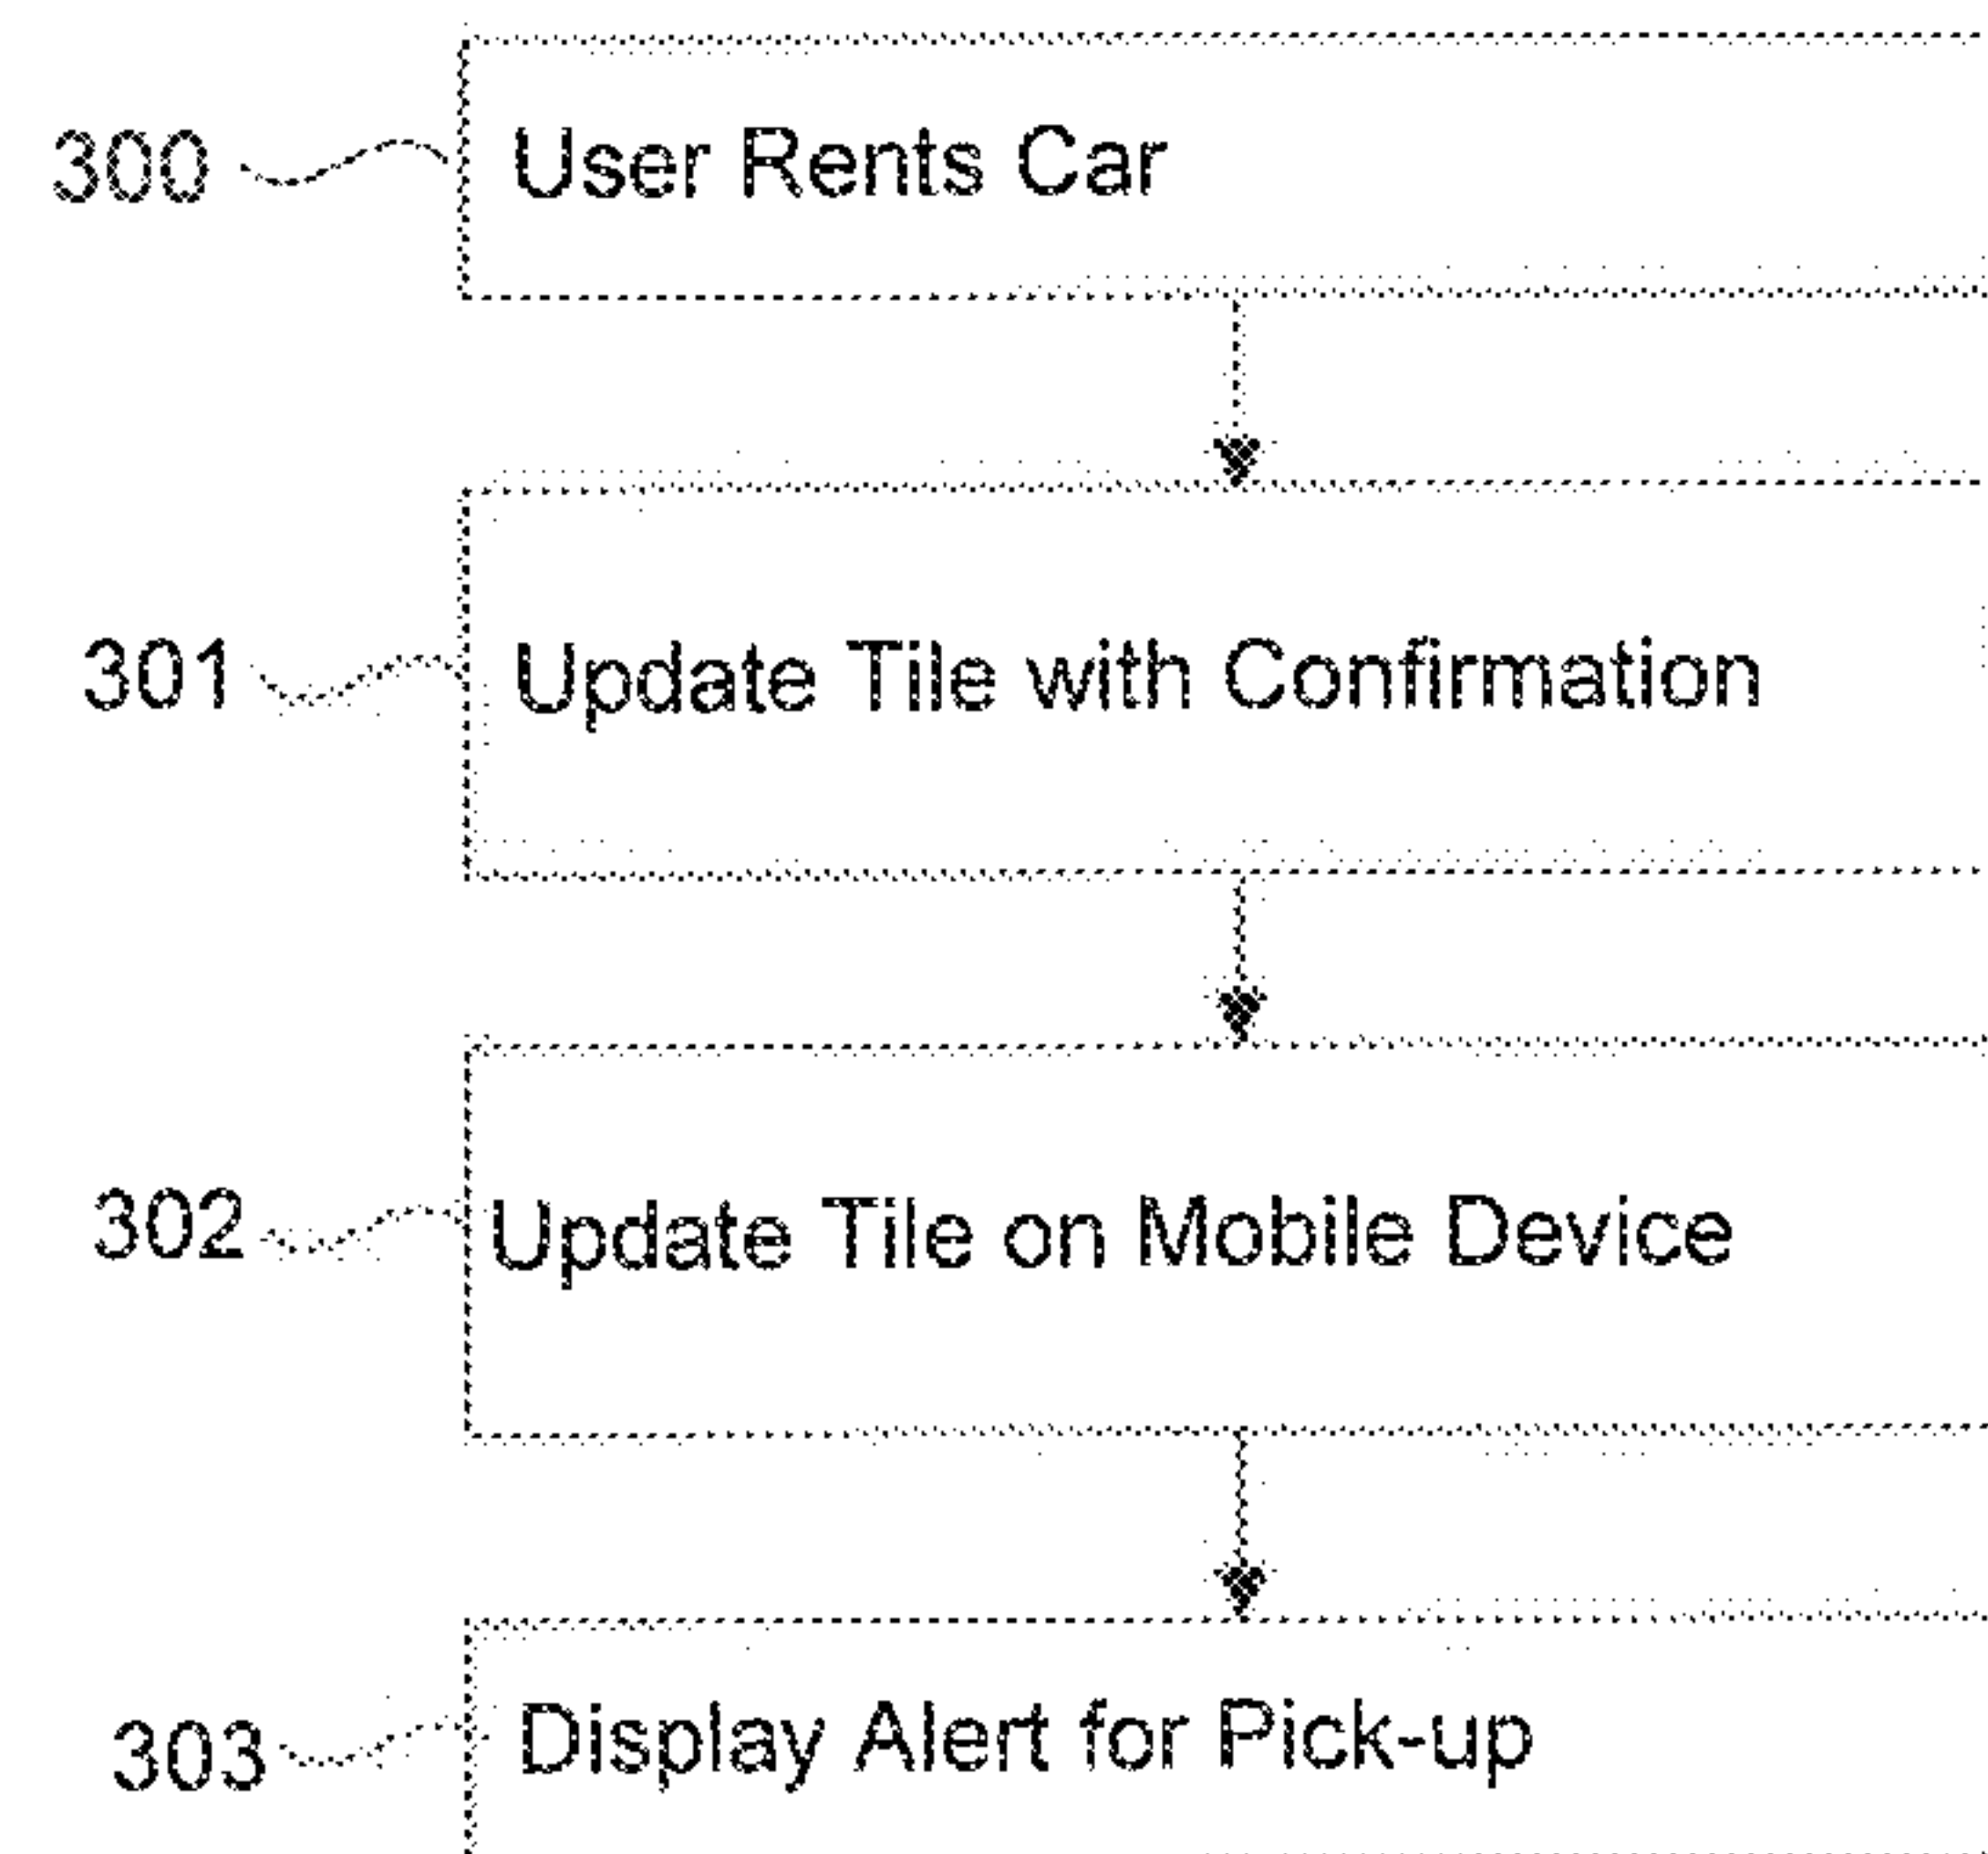 300 User Rents Car
301 Update Tile with Confirmation
302 Update Tile on Mobile Device
303 Display Alert for Pick-up